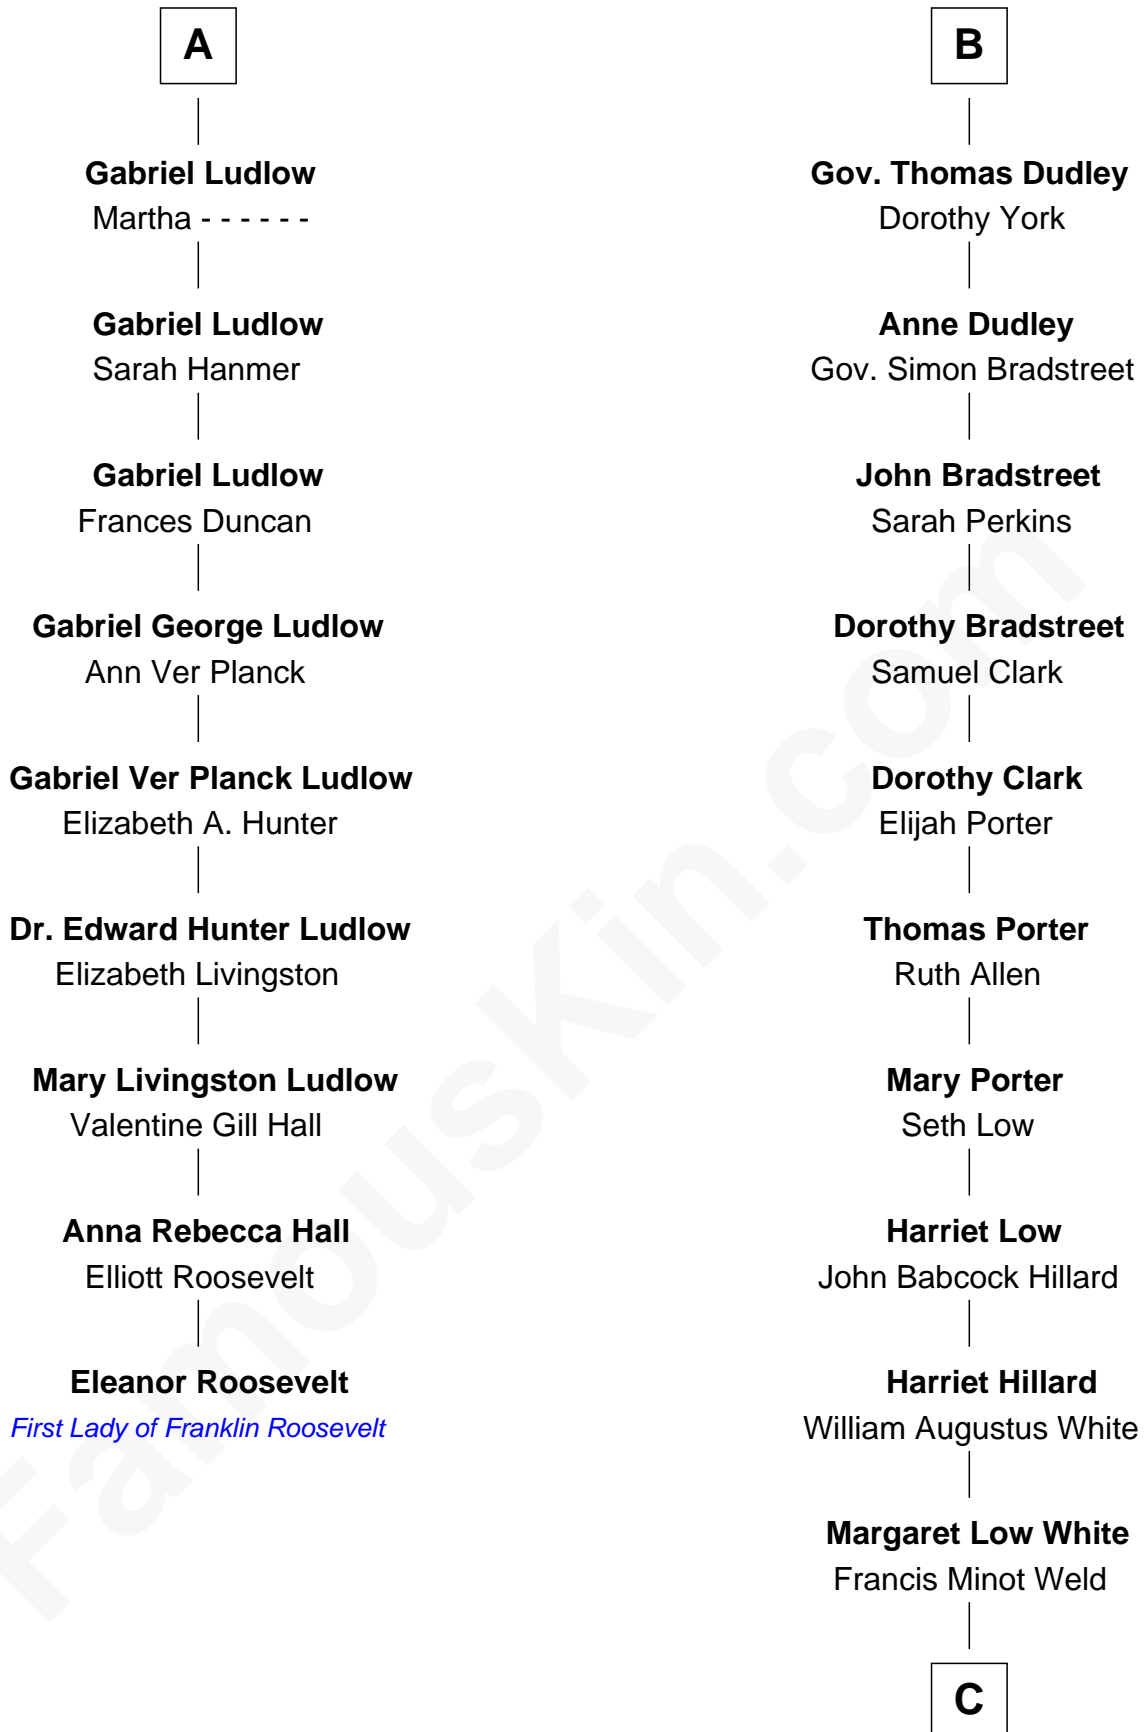 A
Gabriel Ludlow
Martha - - - - - -
Gabriel Ludlow
Sarah Hanmer
Gabriel Ludlow
Frances Duncan
Gabriel George Ludlow
Ann Ver Planck
Gabriel Ver Planck Ludlow
Elizabeth A. Hunter
Dr. Edward Hunter Ludlow
Elizabeth Livingston
Mary Livingston Ludlow
Valentine Gill Hall
Anna Rebecca Hall
Elliott Roosevelt
Eleanor Roosevelt
First Lady of Franklin Roosevelt
B
Gov. Thomas Dudley
Dorothy York
Anne Dudley
Gov. Simon Bradstreet
John Bradstreet
Sarah Perkins
Dorothy Bradstreet
Samuel Clark
Dorothy Clark
Elijah Porter
Thomas Porter
Ruth Allen
Mary Porter
Seth Low
Harriet Low
John Babcock Hillard
Harriet Hillard
William Augustus White
Margaret Low White
Francis Minot Weld
C
FamousKin.com